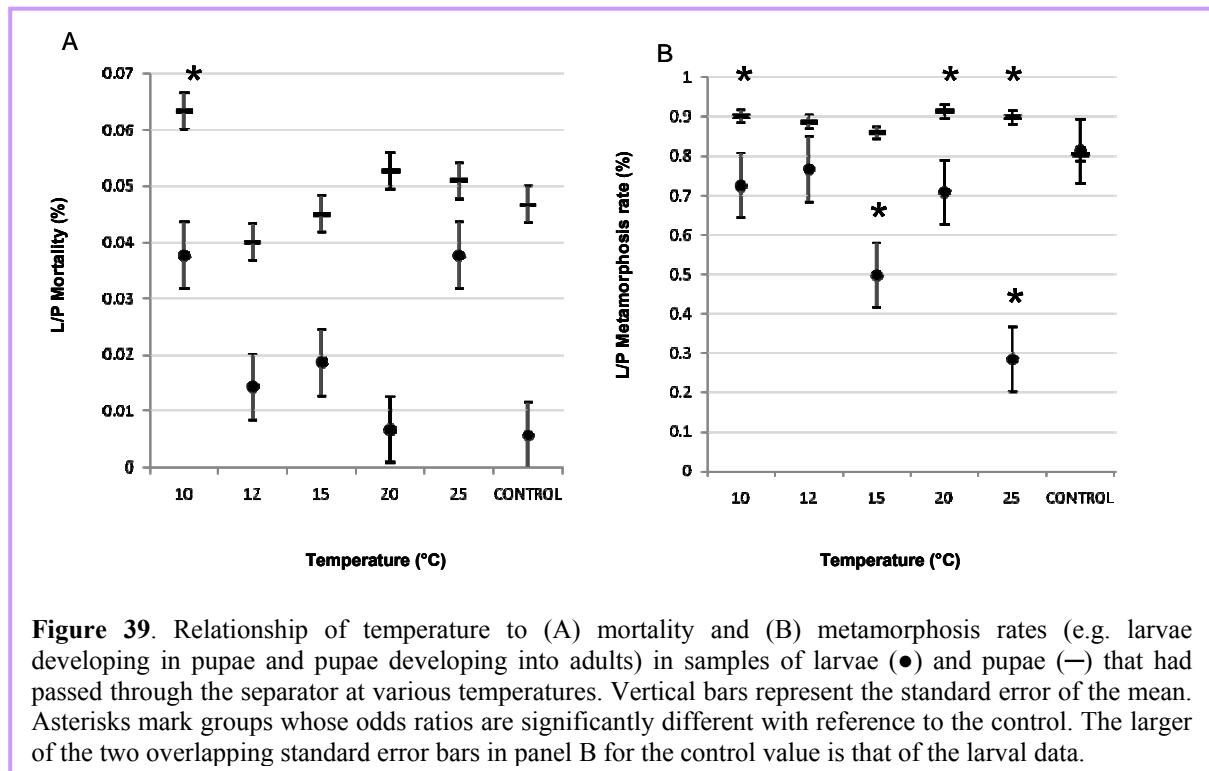 A
0.07
0.06
0.05
0.04
0.03
0.02
0.01
0
L/P Mortality (%)
*
10 12 15 20 25 CONTROL
Temperature (°C)
B
1
0.9
0.8
0.7
0.6
0.5
0.4
0.3
0.2
0.1
0
L/P Metamorphosis rate (%)
* * *
*
*
10 12 15 20 25 CONTROL
Temperature (°C)
Figure 39. Relationship of temperature to (A) mortality and (B) metamorphosis rates (e.g. larvae
developing in pupae and pupae developing into adults) in samples of larvae (●) and pupae (─) that had
passed through the separator at various temperatures. Vertical bars represent the standard error of the mean.
Asterisks mark groups whose odds ratios are significantly different with reference to the control. The larger
of the two overlapping standard error bars in panel B for the control value is that of the larval data.